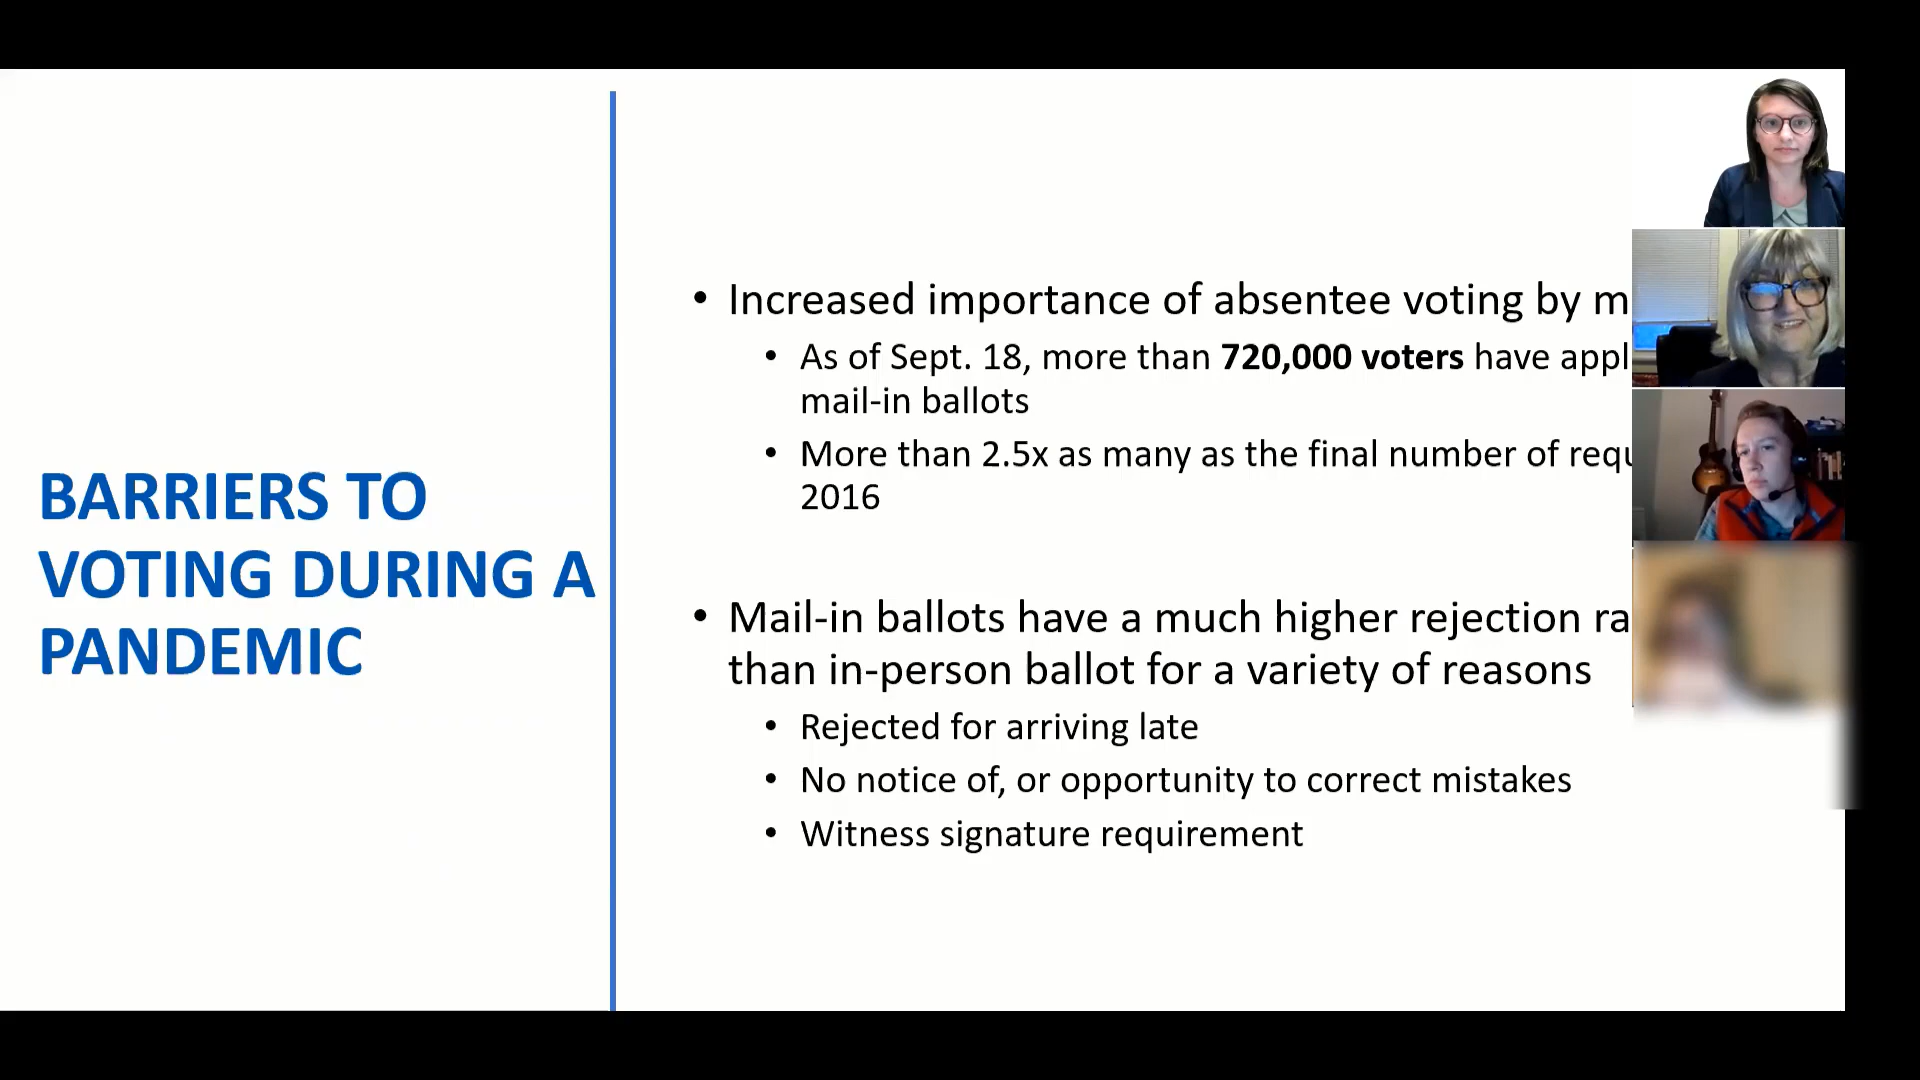 BARRIERS TO
VOTING DURING A
PANDEMIC
• Increased importance of absentee voting by m
• As of Sept. 18, more than 720,000 voters have appl
mail-in ballots
• More than 2.5x as many as the final number of requ
2016
• Mail-in ballots have a much higher rejection ra
than in-person ballot for a variety of reasons
• Rejected for arriving late
• No notice of, or opportunity to correct mistakes
• Witness signature requirement